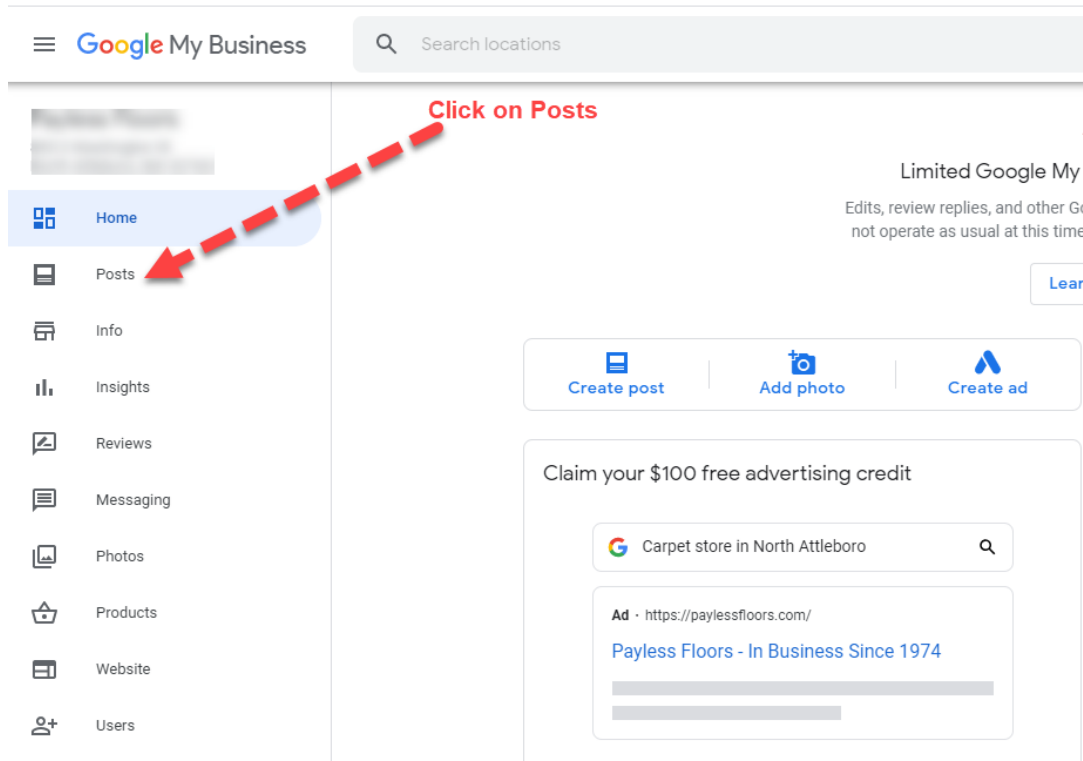 Google My Business
Search locations
Click on Posts
Home
Posts
Info
Insights
Reviews
Messaging
Photos
Products
Website
Users
Limited Google My
Edits, review replies, and other Go
not operate as usual at this time
Lear
Create post
Add photo
Create ad
Claim your $100 free advertising credit
Carpet store in North Attleboro
Ad · https://paylessfloors.com/
Payless Floors - In Business Since 1974